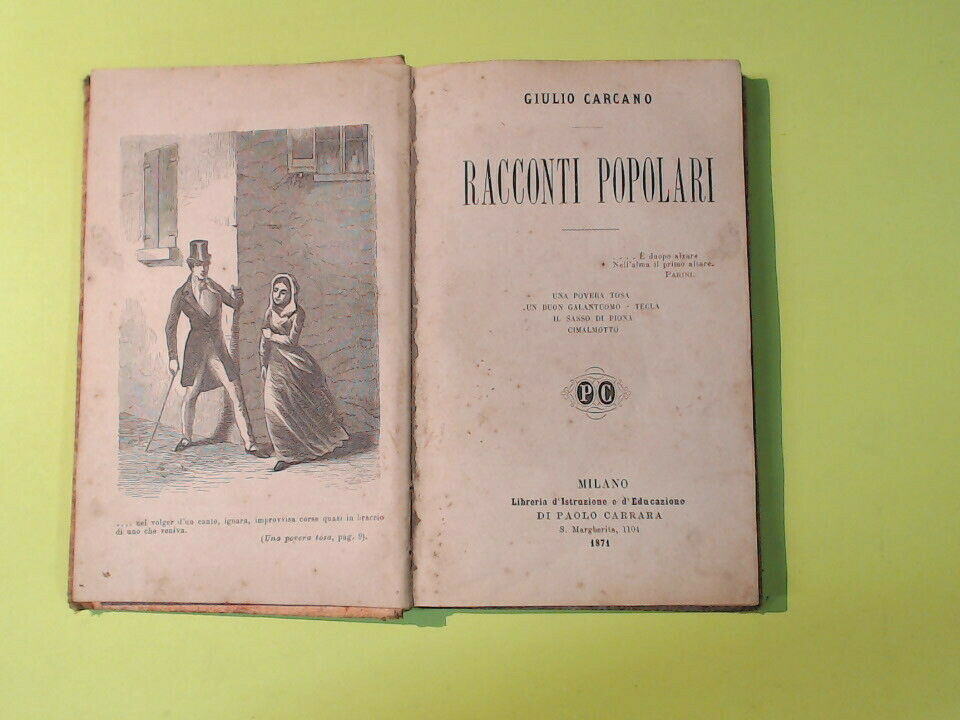 .... nel volger d'un canto, ignara, improvvisa corse quasi in braccio
di uno che veniva.
(Una povera tosa, pag. 9).
GIULIO CARCANO
RACCONTI POPOLARI
.... È duopo alzare
Nell'alma il primo altare.
PARINI.
UNA POVERA TOSA
UN BUON GALANTUOMO - TECLA
IL SASSO DI PIONA
CIMALMOTTO
PC
MILANO
Libreria d'Istruzione e d'Educazione
DI PAOLO CARRARA
S. Margherita, 1104
1871